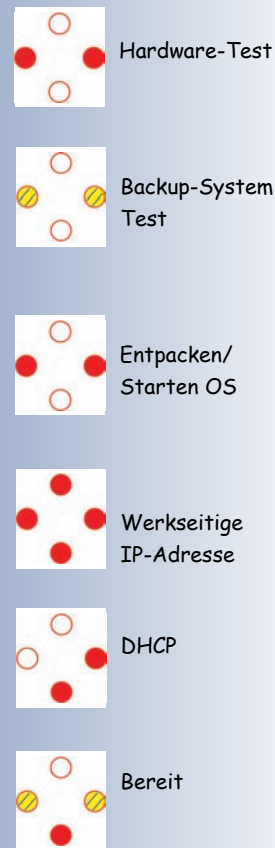 Hardware-Test
Backup-System
Test
Entpacken/
Starten OS
Werkseitige
IP-Adresse
DHCP
Bereit